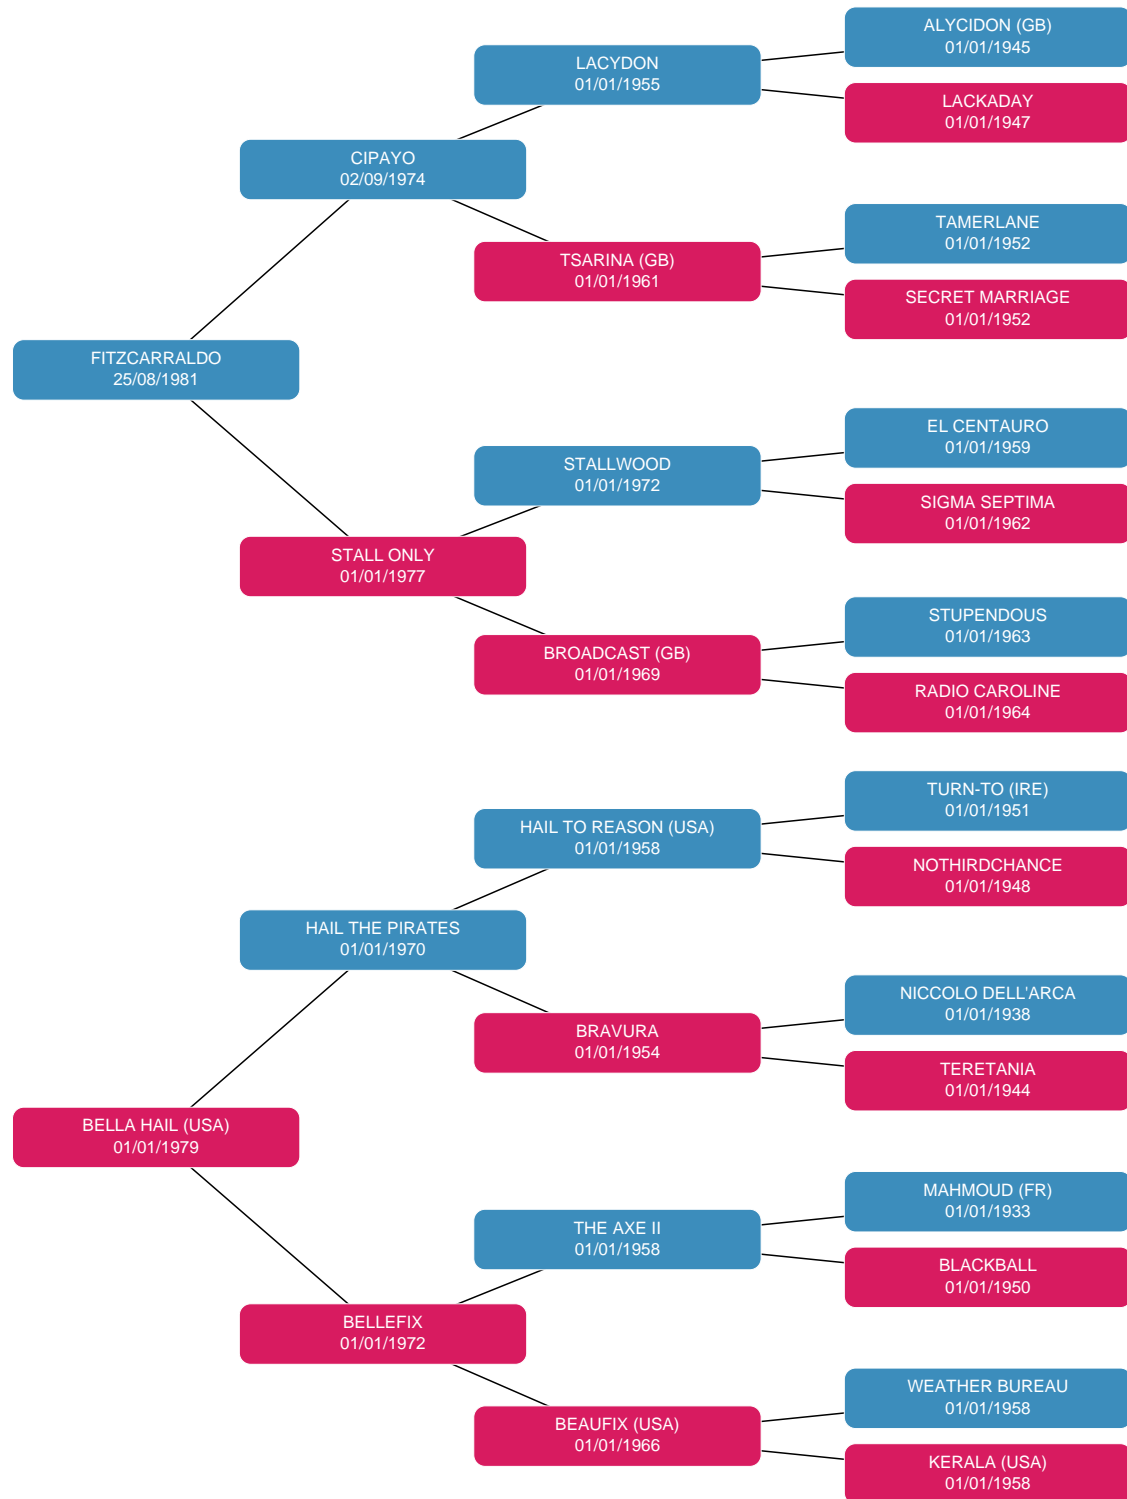 ALYCIDON (GB)
01/01/1945
LACYDON
01/01/1955
LACKADAY
01/01/1947
CIPAYO
02/09/1974
TAMERLANE
01/01/1952
TSARINA (GB)
01/01/1961
SECRET MARRIAGE
01/01/1952
FITZCARRALDO
25/08/1981
EL CENTAURO
01/01/1959
STALLWOOD
01/01/1972
SIGMA SEPTIMA
01/01/1962
STALL ONLY
01/01/1977
STUPENDOUS
01/01/1963
BROADCAST (GB)
01/01/1969
RADIO CAROLINE
01/01/1964
TURN-TO (IRE)
01/01/1951
HAIL TO REASON (USA)
01/01/1958
NOTHIRDCHANCE
01/01/1948
HAIL THE PIRATES
01/01/1970
NICCOLO DELL'ARCA
01/01/1938
BRAVURA
01/01/1954
TERETANIA
01/01/1944
BELLA HAIL (USA)
01/01/1979
MAHMOUD (FR)
01/01/1933
THE AXE II
01/01/1958
BLACKBALL
01/01/1950
BELLEFIX
01/01/1972
WEATHER BUREAU
01/01/1958
BEAUFIX (USA)
01/01/1966
KERALA (USA)
01/01/1958